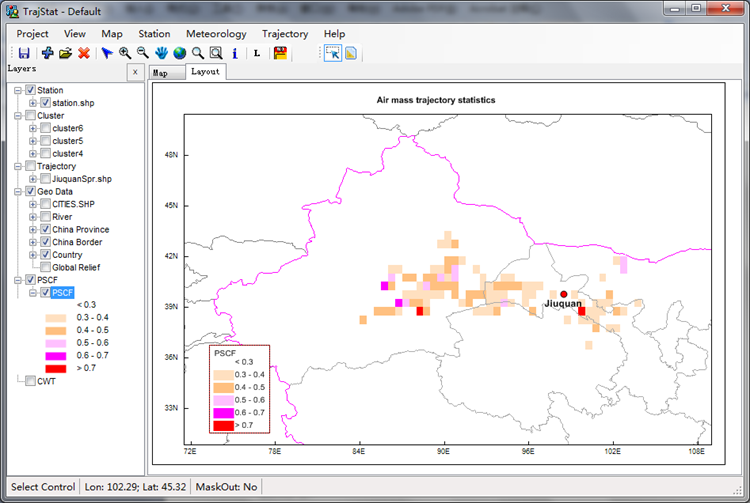 TrajStat - Default
Project View Map Station Meteorology Trajectory Help
L
Layers x
Map Layout
Station
station.shp
Cluster
cluster6
cluster5
cluster4
Trajectory
JiuquanSpr.shp
Geo Data
CITIES.SHP
River
China Province
China Border
Country
Global Relief
PSCF
PSCF
< 0.3
0.3 - 0.4
0.4 - 0.5
0.5 - 0.6
0.6 - 0.7
> 0.7
CWT
Air mass trajectory statistics
48N
45N
42N
39N
36N
33N
Jiuquan
PSCF
< 0.3
0.3 - 0.4
0.4 - 0.5
0.5 - 0.6
0.6 - 0.7
> 0.7
72E 78E 84E 90E 96E 102E 108E
Select Control Lon: 102.29; Lat: 45.32 MaskOut: No